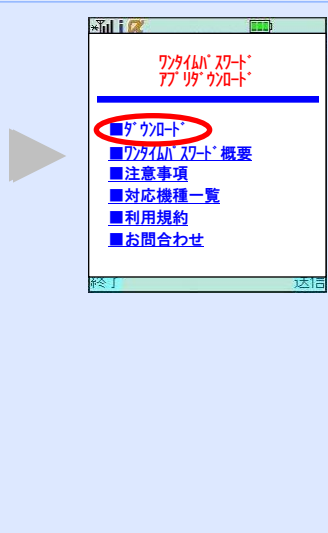 ﾜﾝﾀｲﾑﾊﾟｽﾜｰﾄﾞ
ｱﾌﾟﾘﾀﾞｳﾝﾛｰﾄﾞ
■ﾀﾞｳﾝﾛｰﾄﾞ
■ﾜﾝﾀｲﾑﾊﾟｽﾜｰﾄﾞ概要
■注意事項
■対応機種一覧
■利用規約
■お問合わせ
終了 送信